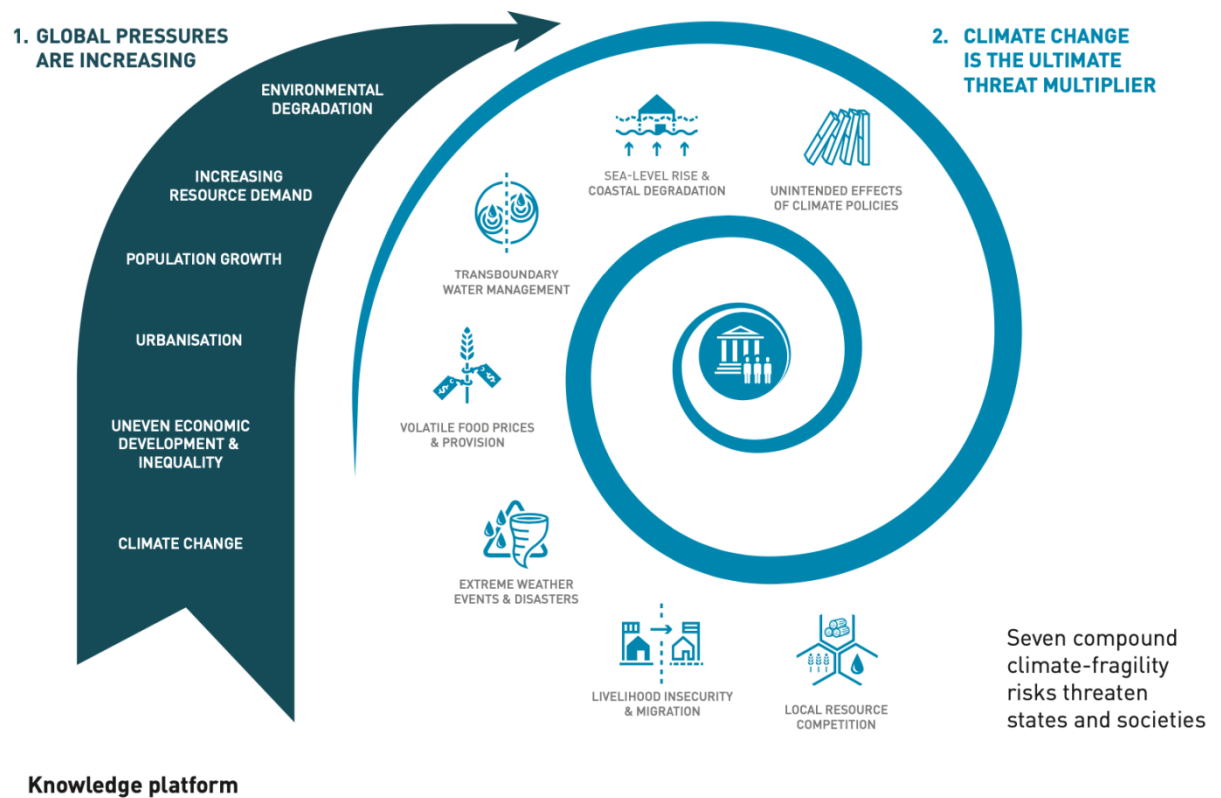 1. GLOBAL PRESSURES
ARE INCREASING
ENVIRONMENTAL
DEGRADATION
INCREASING
RESOURCE DEMAND
POPULATION GROWTH
URBANISATION
UNEVEN ECONOMIC
DEVELOPMENT &
INEQUALITY
CLIMATE CHANGE
2. CLIMATE CHANGE
IS THE ULTIMATE
THREAT MULTIPLIER
SEA-LEVEL RISE &
COASTAL DEGRADATION
UNINTENDED EFFECTS
OF CLIMATE POLICIES
TRANSBOUNDARY
WATER MANAGEMENT
$
$
VOLATILE FOOD PRICES
& PROVISION
EXTREME WEATHER
EVENTS & DISASTERS
LIVELIHOOD INSECURITY
& MIGRATION
LOCAL RESOURCE
COMPETITION
Seven compound
climate-fragility
risks threaten
states and societies
Knowledge platform